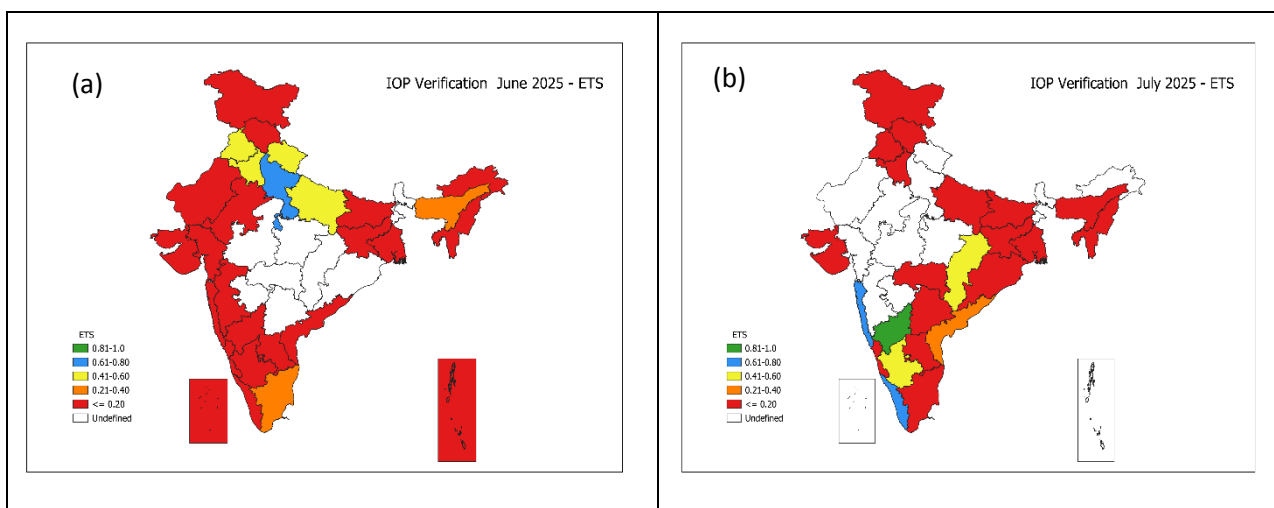 (a)
IOP Verification June 2025 - ETS
ETS
0.81-1.0
0.61-0.80
0.41-0.60
0.21-0.40
<= 0.20
Undefined
(b)
IOP Verification July 2025 - ETS
ETS
0.81-1.0
0.61-0.80
0.41-0.60
0.21-0.40
<= 0.20
Undefined